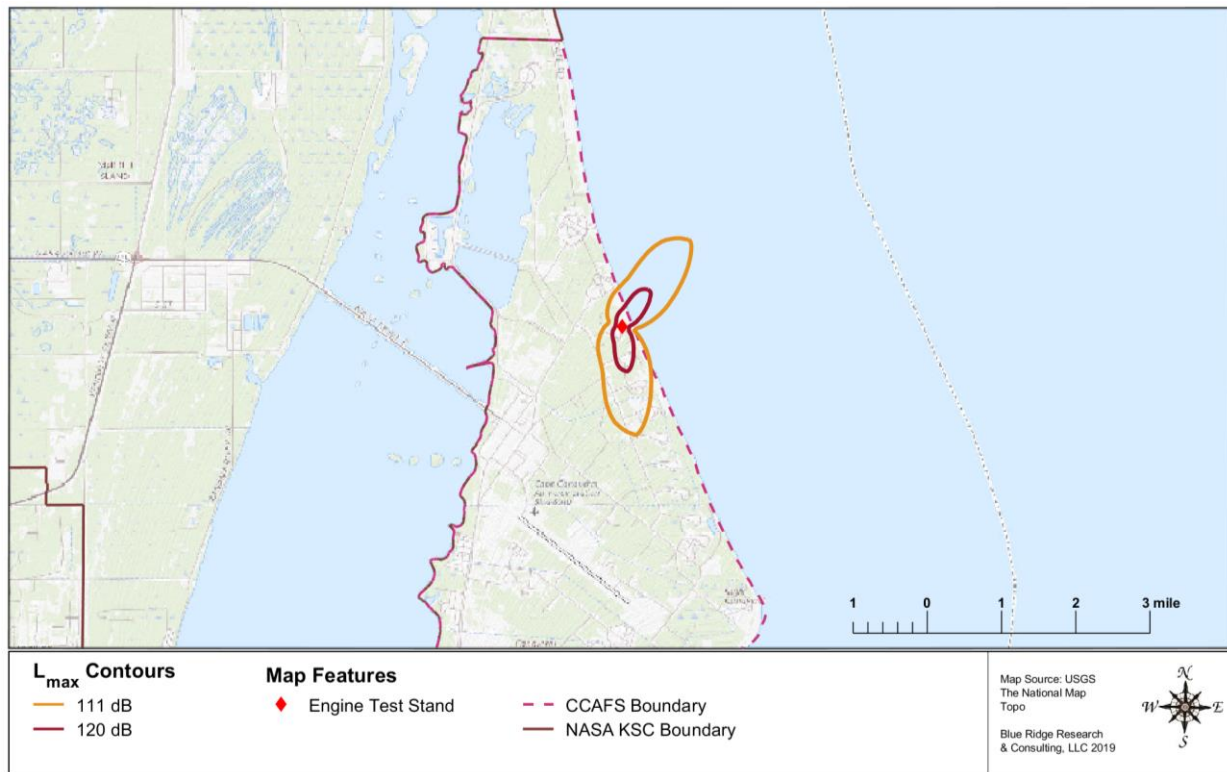 1 0 1 2 3 mile
L_max Contours
111 dB
120 dB
Map Features
Engine Test Stand
CCAFS Boundary
NASA KSC Boundary
Map Source: USGS
The National Map
Topo
Blue Ridge Research
& Consulting, LLC 2019
N
W E
S